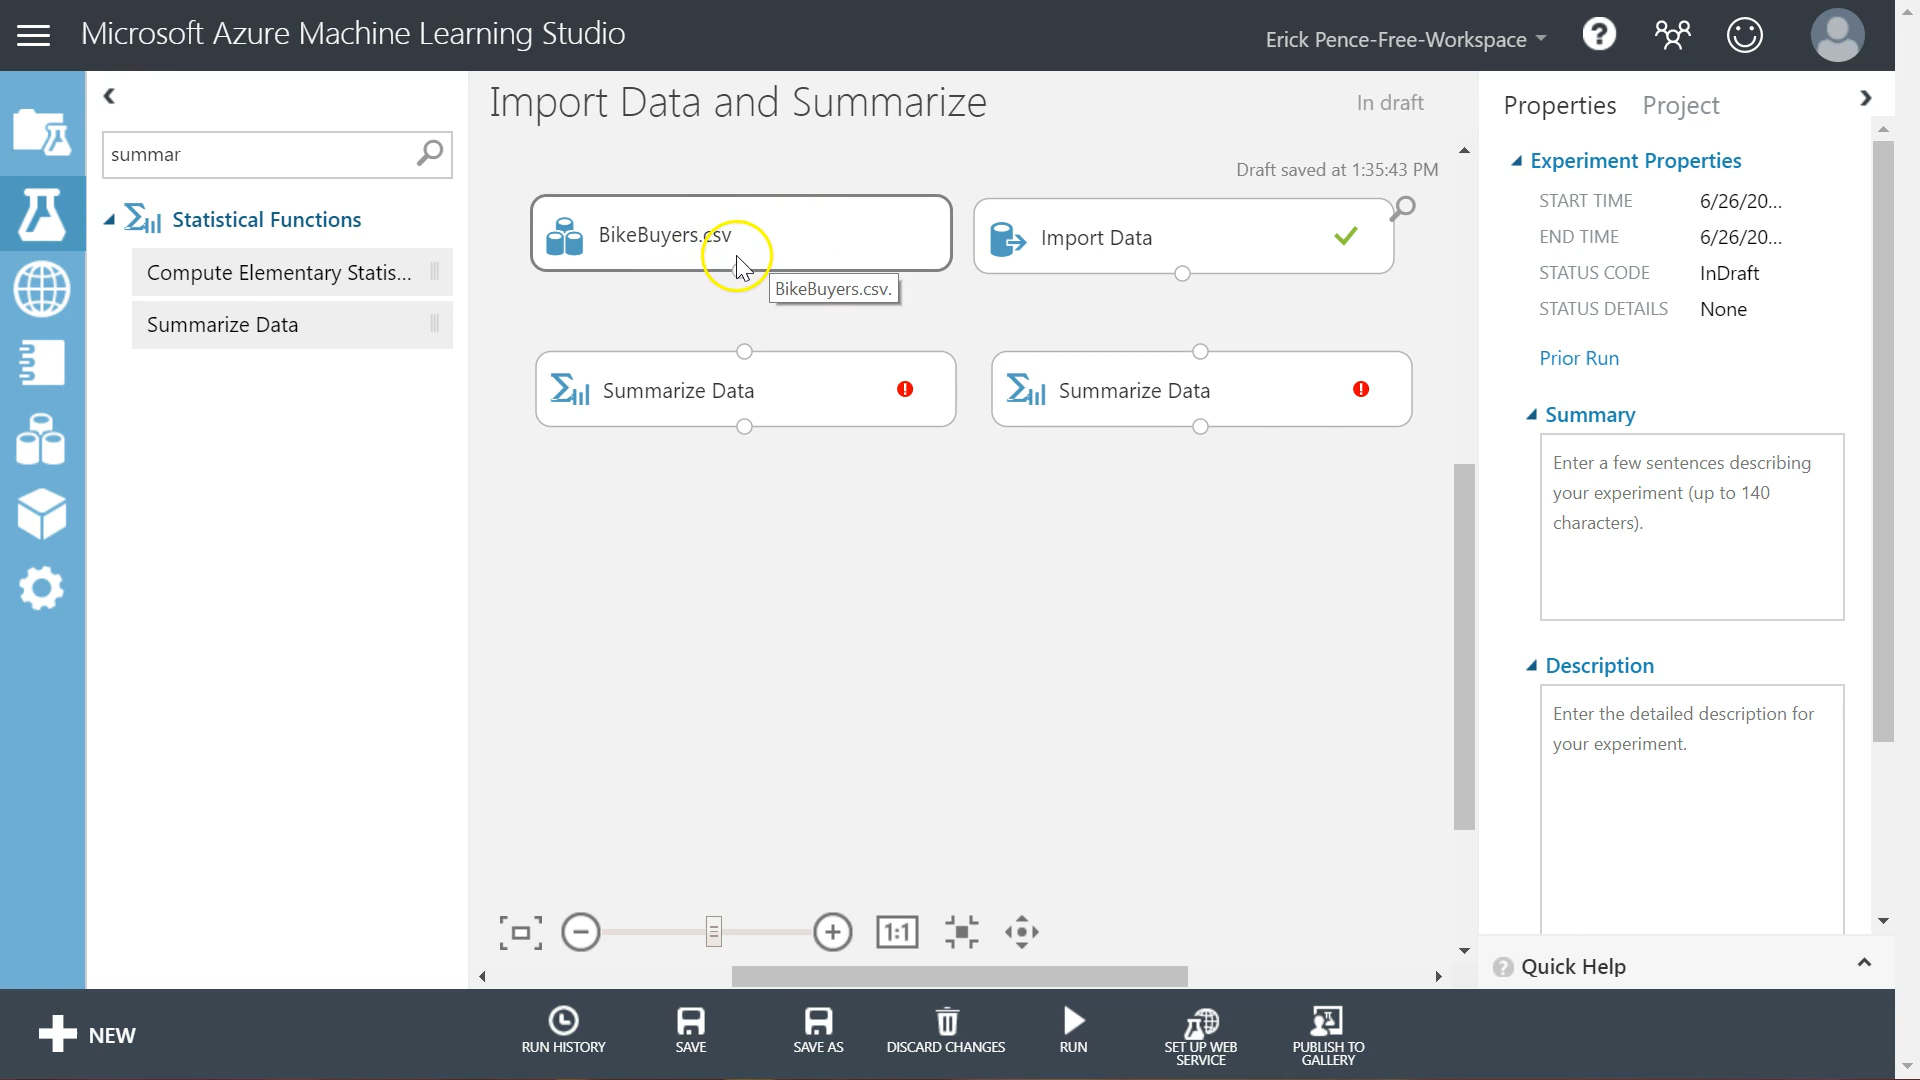 Microsoft Azure Machine Learning Studio
Erick Pence-Free-Workspace
summar
Statistical Functions
Compute Elementary Statis...
Summarize Data
Import Data and Summarize
In draft
Draft saved at 1:35:43 PM
BikeBuyers.csv
Import Data
BikeBuyers.csv.
Summarize Data
Summarize Data
1:1
Properties
Project
Experiment Properties
START TIME 6/26/20...
END TIME 6/26/20...
STATUS CODE InDraft
STATUS DETAILS None
Prior Run
Summary
Enter a few sentences describing
your experiment (up to 140
characters).
Description
Enter the detailed description for
your experiment.
Quick Help
NEW
RUN HISTORY
SAVE
SAVE AS
DISCARD CHANGES
RUN
SET UP WEB
SERVICE
PUBLISH TO
GALLERY